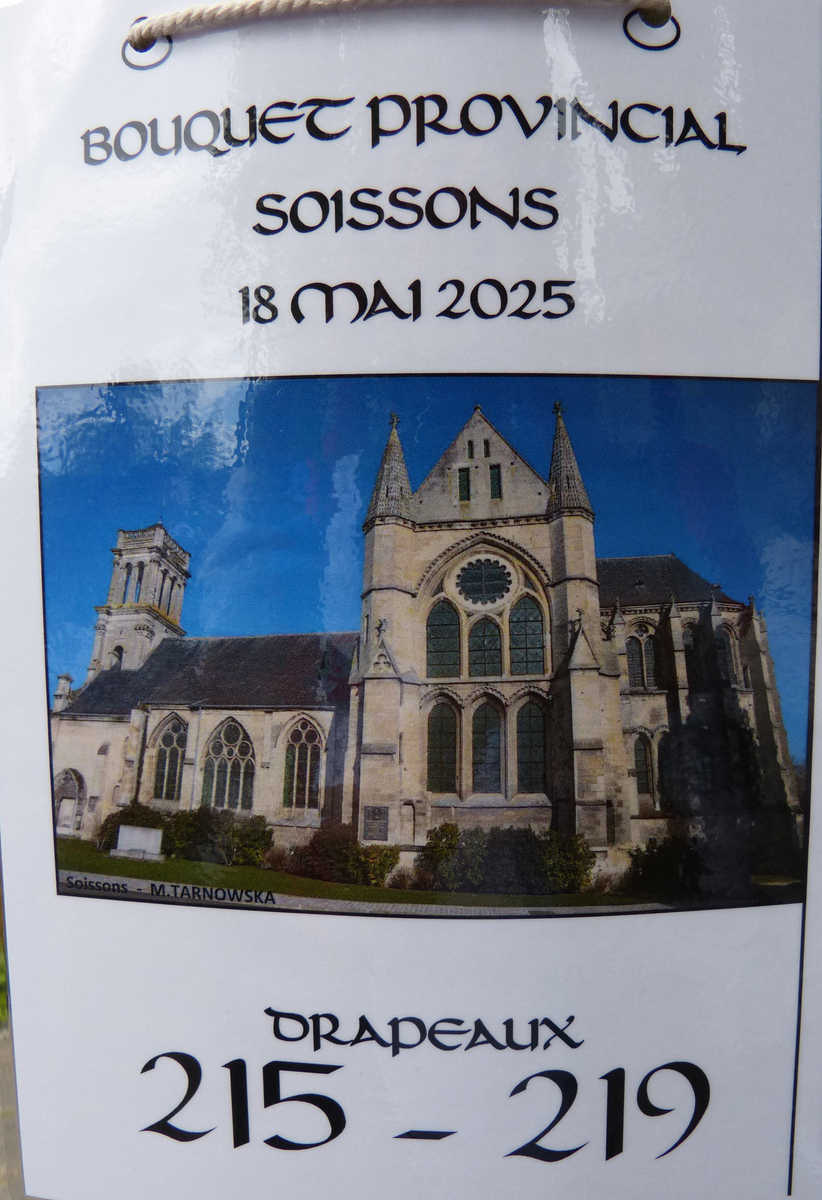 BOUQUET PROVINCIAL
SOISSONS
18 MAI 2025
Soissons - M.TARNOWSKA
DRAPEAUX
215 - 219